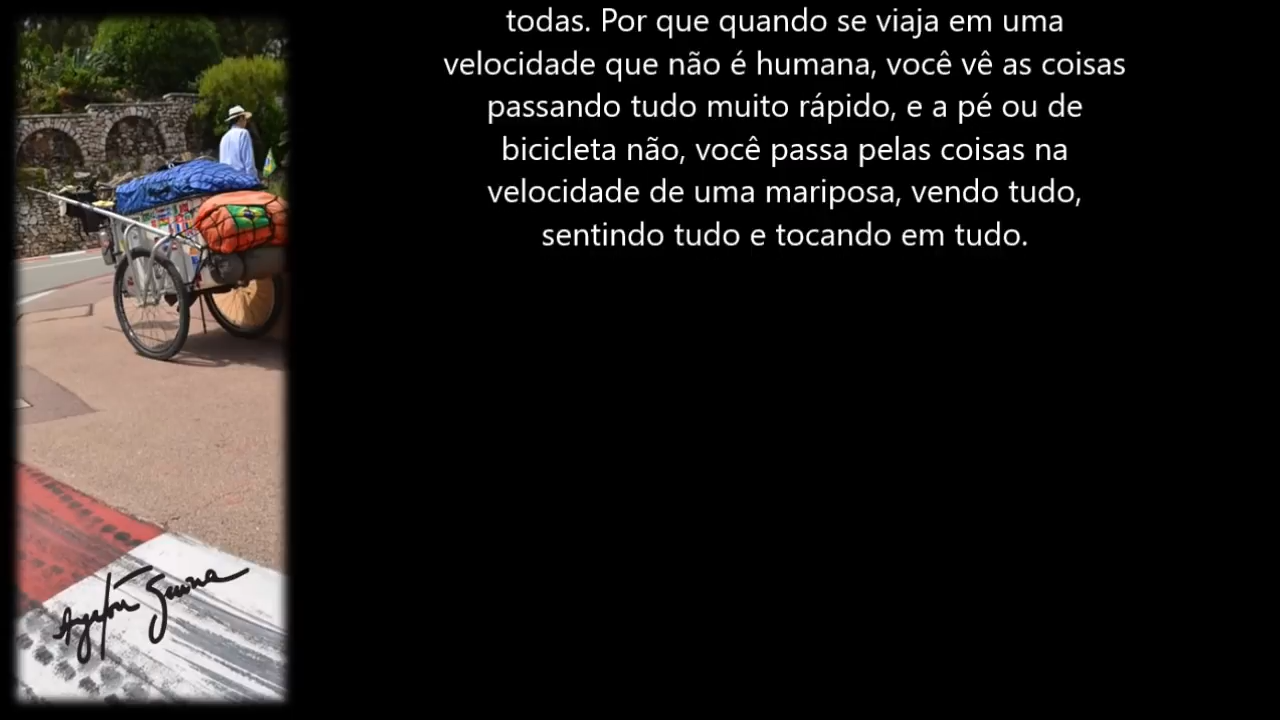 todas. Por que quando se viaja em uma
velocidade que não é humana, você vê as coisas
passando tudo muito rápido, e a pé ou de
bicicleta não, você passa pelas coisas na
velocidade de uma mariposa, vendo tudo,
sentindo tudo e tocando em tudo.